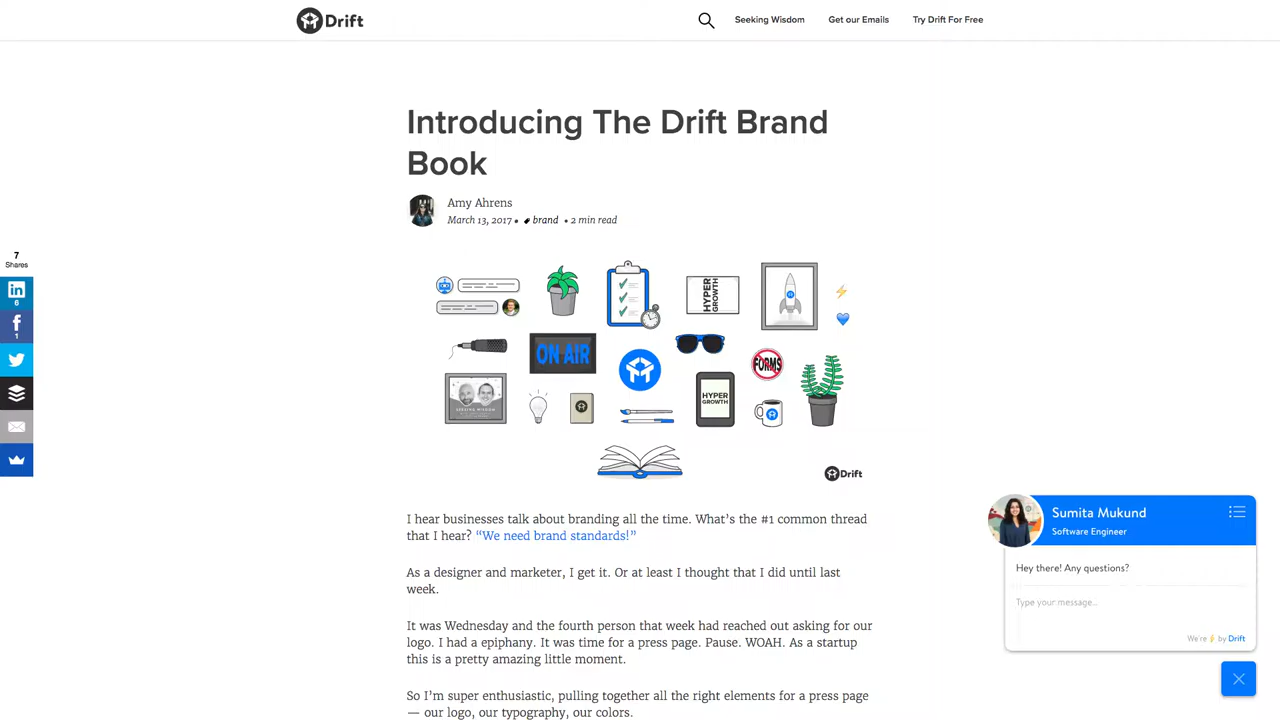 Drift
Seeking Wisdom
Get our Emails
Try Drift For Free
Introducing The Drift Brand
Book
Amy Ahrens
March 13, 2017 • brand • 2 min read
7
Shares
6
1
HYPER
GROWTH
ON AIR
FORMS
SEEKING WISDOM
HYPER
GROWTH
Drift
I hear businesses talk about branding all the time. What’s the #1 common thread
that I hear? “We need brand standards!”
As a designer and marketer, I get it. Or at least I thought that I did until last
week.
It was Wednesday and the fourth person that week had reached out asking for our
logo. I had a epiphany. It was time for a press page. Pause. WOAH. As a startup
this is a pretty amazing little moment.
So I’m super enthusiastic, pulling together all the right elements for a press page
— our logo, our typography, our colors.
Sumita Mukund
Software Engineer
Hey there! Any questions?
Type your message...
We're ⚡ by Drift